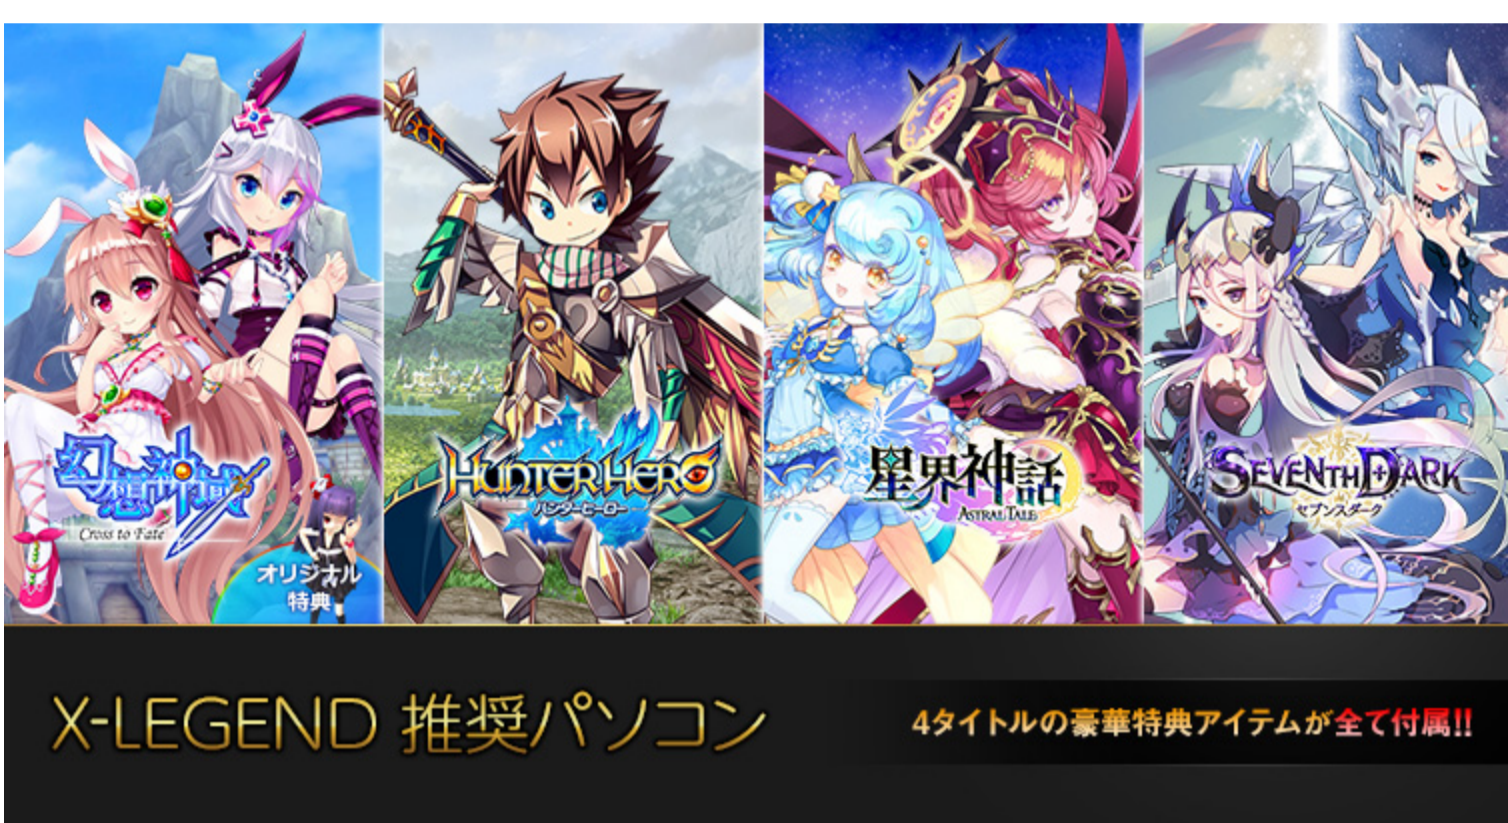 幻想神域
Cross to Fate
オリジナル
特典
HUNTER HERO
ハンターヒーロー
星界神話
ASTRAL TALE
SEVENTH DARK
セブンスダーク
X-LEGEND 推奨パソコン
4タイトルの豪華特典アイテムが全て付属!!